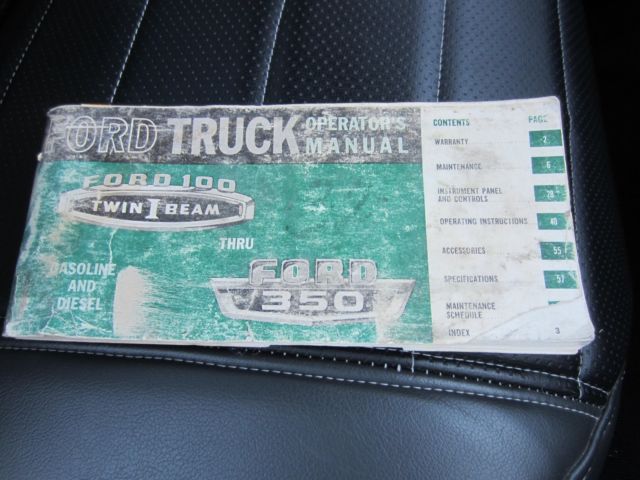 FORD TRUCK OPERATOR'S MANUAL
FORD 100
TWIN I BEAM
THRU
FORD
350
GASOLINE
AND
DIESEL
CONTENTS PAGE
WARRANTY 2
MAINTENANCE 6
INSTRUMENT PANEL
AND CONTROLS 28
OPERATING INSTRUCTIONS 40
ACCESSORIES 55
SPECIFICATIONS 57
MAINTENANCE
SCHEDULE
INDEX 3